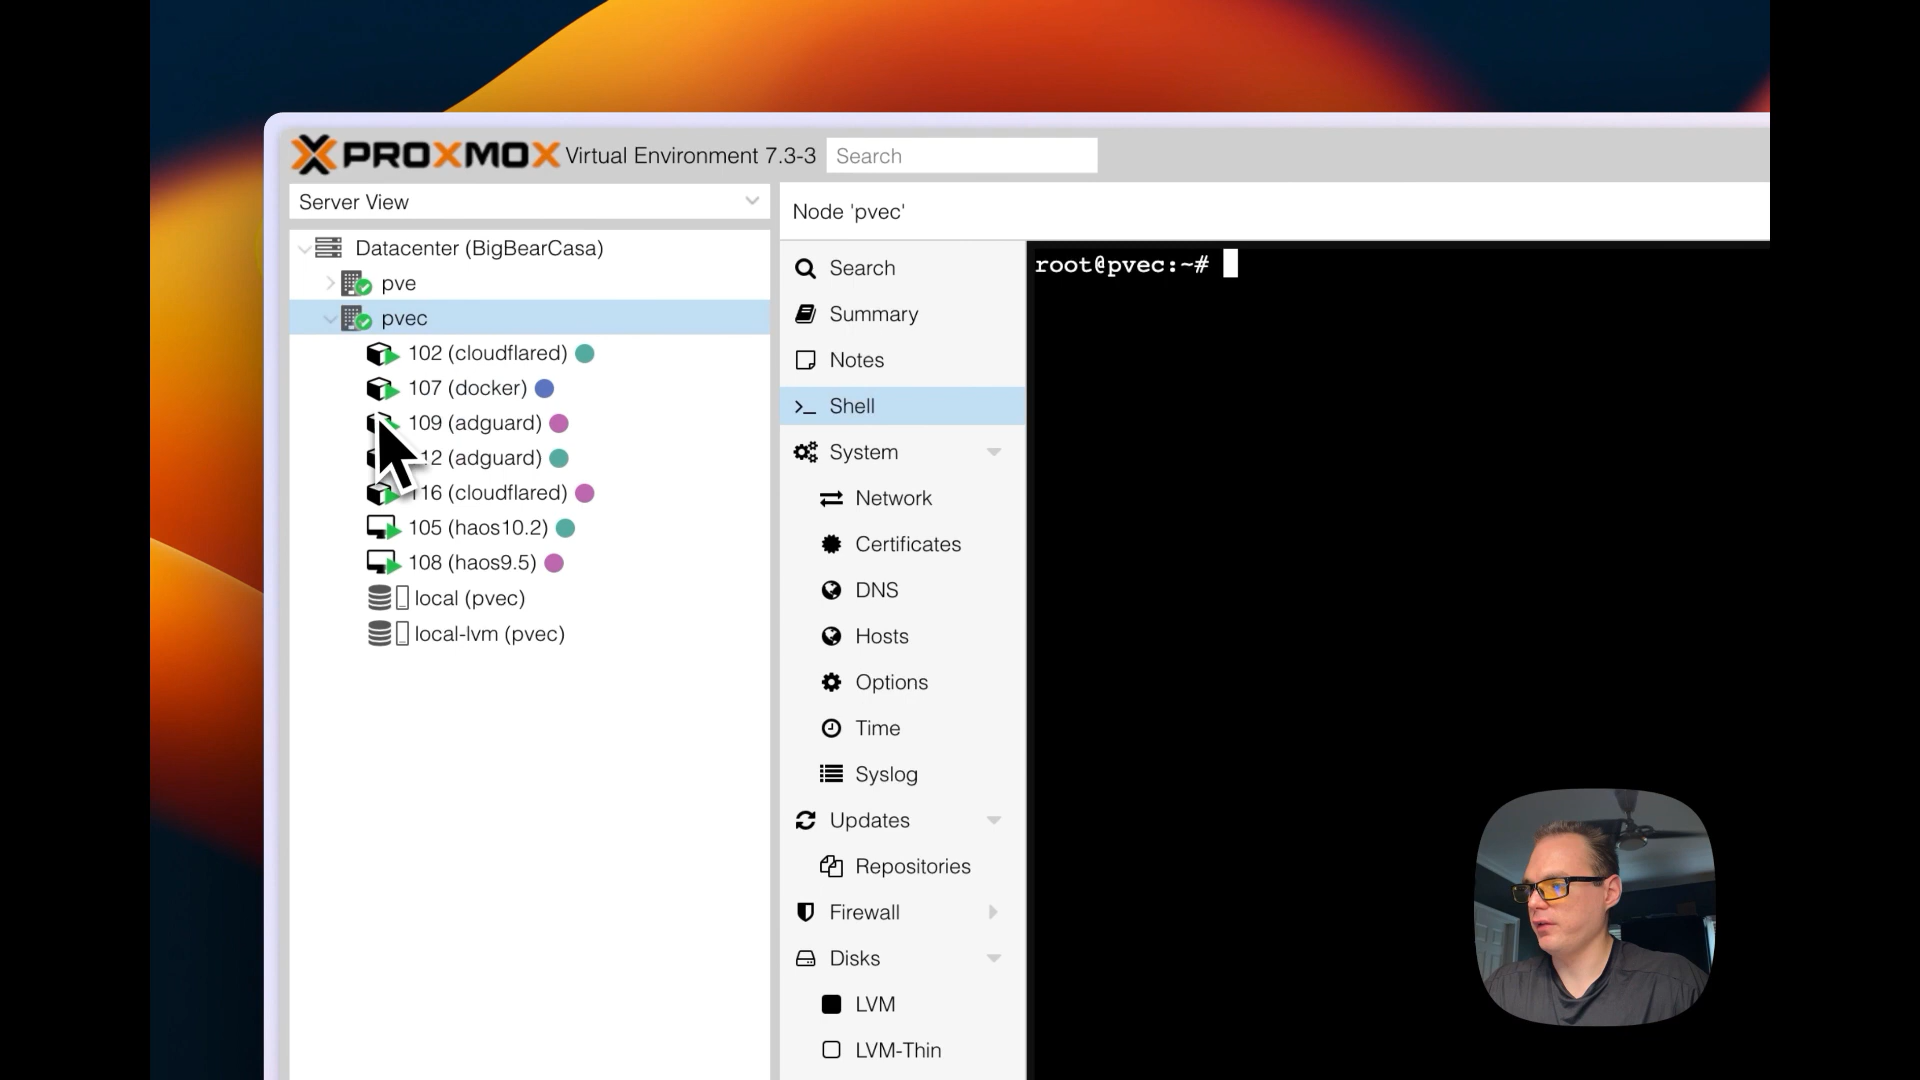 PROXMOX Virtual Environment 7.3-3 Search
Server View
Node 'pvec'
Datacenter (BigBearCasa)
pve
pvec
102 (cloudflared)
107 (docker)
109 (adguard)
12 (adguard)
116 (cloudflared)
105 (haos10.2)
108 (haos9.5)
local (pvec)
local-lvm (pvec)
Search
Summary
Notes
>_ Shell
System
Network
Certificates
DNS
Hosts
Options
Time
Syslog
Updates
Repositories
Firewall
Disks
LVM
LVM-Thin
root@pvec:~#